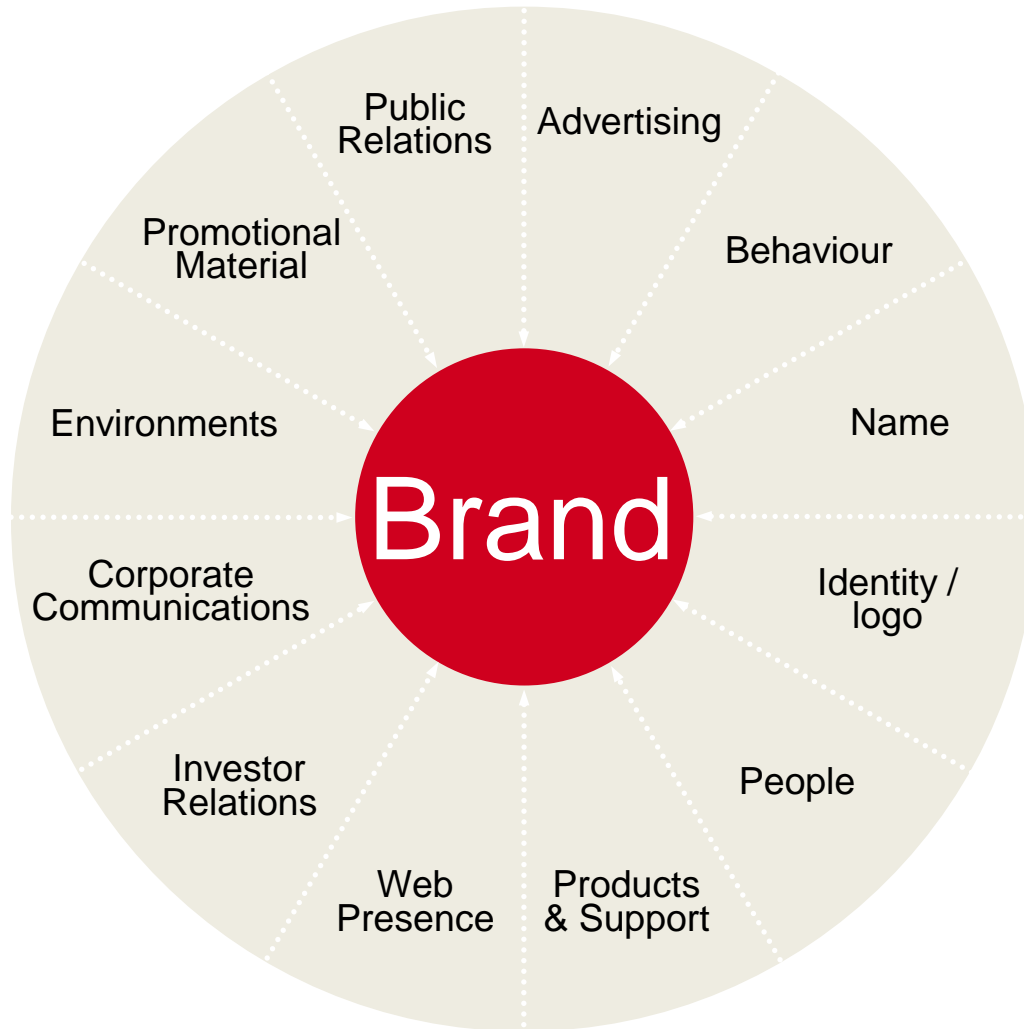 Public
Relations
Advertising
Promotional
Material
Behaviour
Environments
Name
Brand
Corporate
Communications
Identity /
logo
Investor
Relations
People
Web
Presence
Products
& Support